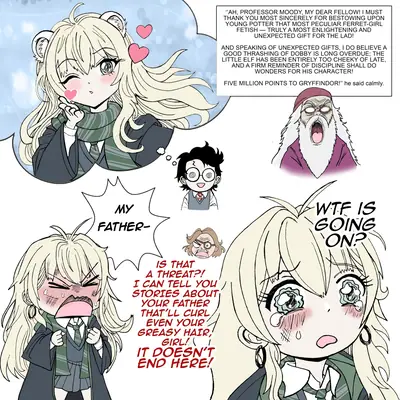 "AH, PROFESSOR MOODY, MY DEAR FELLOW! I MUST
THANK YOU MOST SINCERELY FOR BESTOWING UPON
YOUNG POTTER THAT MOST PECULIAR FERRET-GIRL
FETISH — TRULY A MOST ENLIGHTENING AND
UNEXPECTED GIFT FOR THE LAD!
AND SPEAKING OF UNEXPECTED GIFTS, I DO BELIEVE A
GOOD THRASHING OF DOBBY IS LONG OVERDUE. THE
LITTLE ELF HAS BEEN ENTIRELY TOO CHEEKY OF LATE,
AND A FIRM REMINDER OF DISCIPLINE SHALL DO
WONDERS FOR HIS CHARACTER!
FIVE MILLION POINTS TO GRYFFINDOR!" he said calmly.
MY
FATHER-
IS THAT
A THREAT?!
I CAN TELL YOU
STORIES ABOUT
YOUR FATHER
THAT'LL CURL
EVEN YOUR
GREASY HAIR,
GIRL!
IT DOESN'T
END HERE!
WTF IS
GOING
ON?